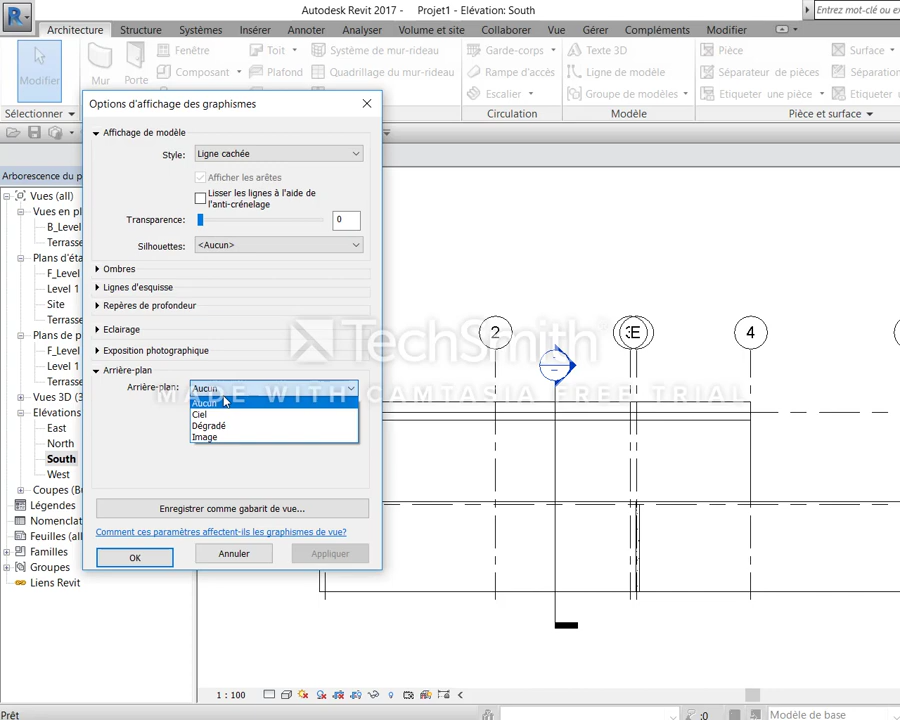 Autodesk Revit 2017 - Projet1 - Elévation: South
Entrez mot-clé ou ex
Architecture Structure Systèmes Insérer Annoter Analyser Volume et site Collaborer Vue Gérer Compléments Modifier
Modifier
Mur
Porte
Fenêtre
Composant
Toit
Plafond
Système de mur-rideau
Quadrillage du mur-rideau
Garde-corps
Rampe d'accès
Escalier
Texte 3D
Ligne de modèle
Groupe de modèles
Pièce
Séparateur de pièces
Etiqueter une pièce
Surface
Séparation
Etiqueter
Sélectionner
Circulation
Modèle
Pièce et surface
Arborescence du p
Vues (all)
Vues en pl
B_Level
Terrasse
Plans d'éta
F_Level
Level 1
Site
Terrasse
Plans de p
F_Level
Level 1
Terrasse
Vues 3D (3
Elévations
East
North
South
West
Coupes (Bu
Légendes
Nomenclat
Feuilles (all
Familles
Groupes
Liens Revit
Options d'affichage des graphismes
Affichage de modèle
Style: Ligne cachée
Afficher les arêtes
Lisser les lignes à l'aide de
l'anti-crénelage
Transparence: 0
Silhouettes: <Aucun>
Ombres
Lignes d'esquisse
Repères de profondeur
Eclairage
Exposition photographique
Arrière-plan
Arrière-plan: Aucun
Aucun
Ciel
Dégradé
Image
Enregistrer comme gabarit de vue...
Comment ces paramètres affectent-ils les graphismes de vue?
OK Annuler Appliquer
2
3E
4
TechSmith
MADE WITH CAMTASIA FREE TRIAL
1 : 100
Prêt
:0
Modèle de base